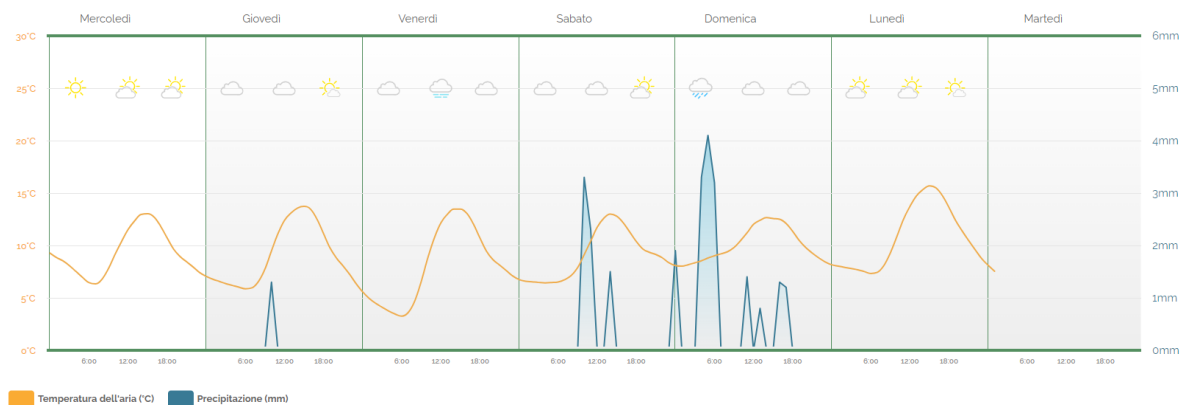 Mercoledì Giovedì Venerdì Sabato Domenica Lunedì Martedì
30°C 6mm
25°C 5mm
20°C 4mm
15°C 3mm
10°C 2mm
5°C 1mm
0°C 0mm
6:00 12:00 18:00 6:00 12:00 18:00 6:00 12:00 18:00 6:00 12:00 18:00 6:00 12:00 18:00 6:00 12:00 18:00 6:00 12:00 18:00
Temperatura dell'aria (°C) Precipitazione (mm)